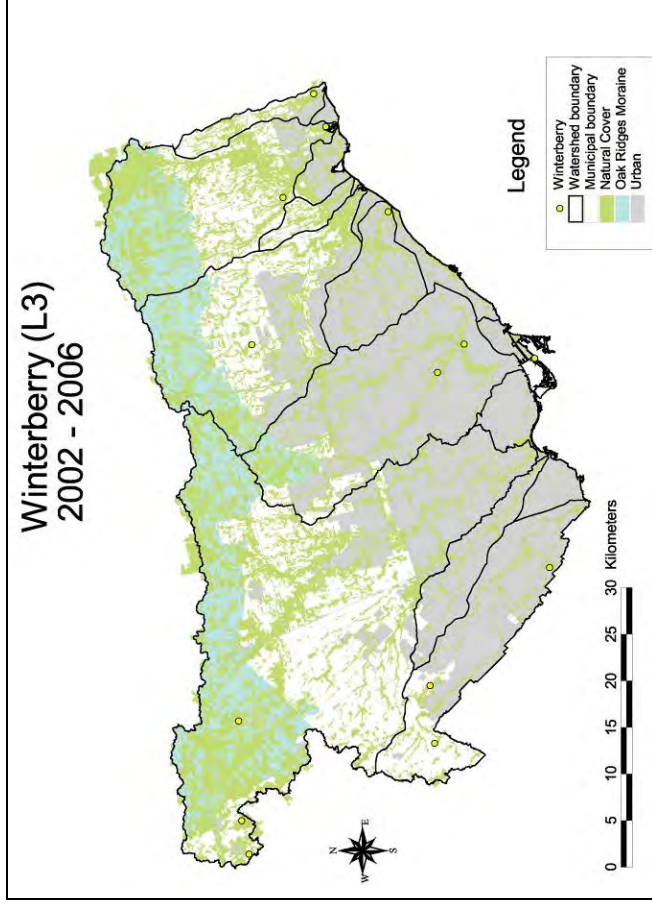 Winterberry (L3)
2002 - 2006
N
W E
S
Legend
Winterberry
Watershed boundary
Municipal boundary
Natural Cover
Oak Ridges Moraine
Urban
0 5 10 15 20 25 30 Kilometers